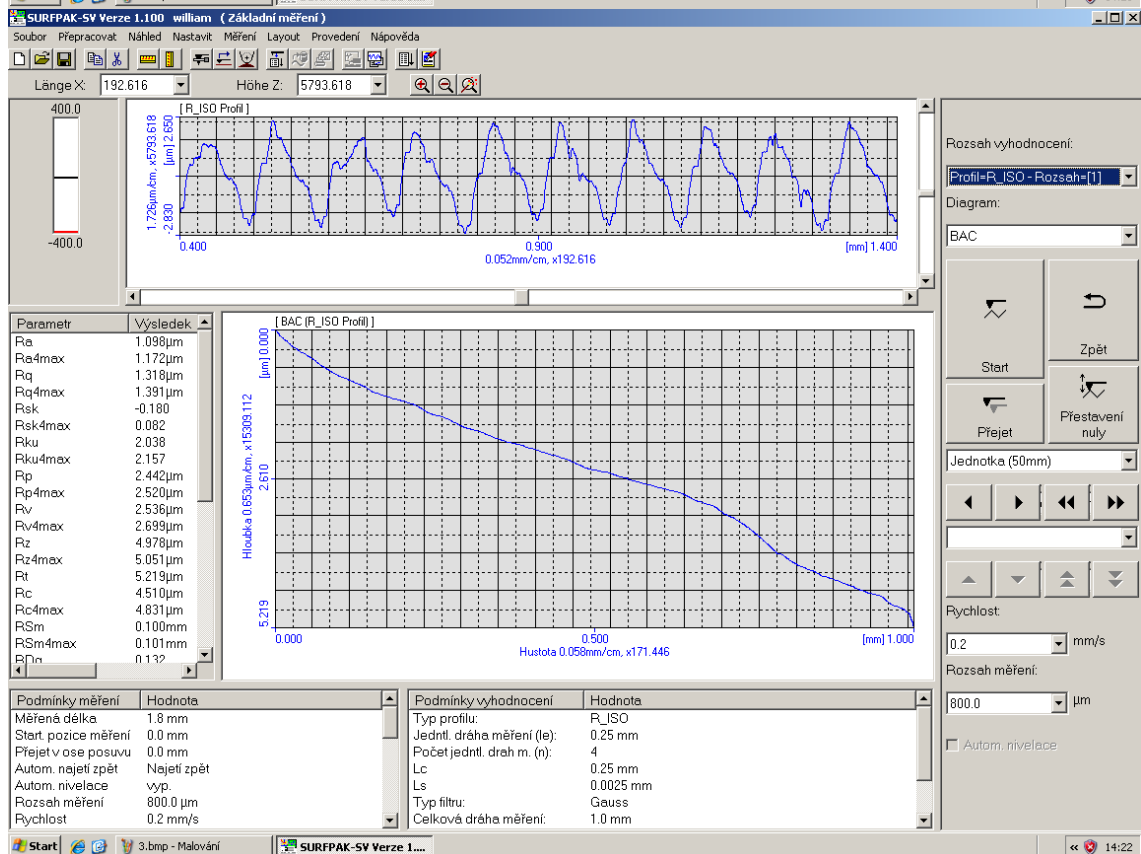 SURFPAK-SV Verze 1.100 william ( Základní měření )
Soubor Přepracovat Náhled Nastavit Měření Layout Provedení Nápověda
Länge X: 192.616 Höhe Z: 5793.618
400.0
-400.0
[ R_ISO Profil ]
1.726µm/cm, x5793.618
-2.830 [µm] 2.650
0.400 0.900 [mm] 1.400
0.052mm/cm, x192.616
Parametr Výsledek
Ra 1.098µm
Ra4max 1.172µm
Rq 1.318µm
Rq4max 1.391µm
Rsk -0.180
Rsk4max 0.082
Rku 2.038
Rku4max 2.157
Rp 2.442µm
Rp4max 2.520µm
Rv 2.536µm
Rv4max 2.699µm
Rz 4.978µm
Rz4max 5.051µm
Rt 5.219µm
Rc 4.510µm
Rc4max 4.831µm
RSm 0.100mm
RSm4max 0.101mm
RDq 0.132
[ BAC (R_ISO Profil) ]
Hloubka 0.653µm/cm, x15309.112
5.219 2.610 [µm] 0.000
0.000 0.500 [mm] 1.000
Hustota 0.058mm/cm, x171.446
Rozsah vyhodnocení:
Profil=R_ISO - Rozsah=[1]
Diagram:
BAC
Start
Zpět
Přejet
Přestavení
nuly
Jednotka (50mm)
Rychlost:
0.2 mm/s
Rozsah měření:
800.0 µm
Autom. nivelace
Podmínky měření Hodnota
Měřená délka 1.8 mm
Start. pozice měření 0.0 mm
Přejet v ose posuvu 0.0 mm
Autom. najetí zpět Najetí zpět
Autom. nivelace vyp.
Rozsah měření 800.0 µm
Rychlost 0.2 mm/s
Podmínky vyhodnocení Hodnota
Typ profilu: R_ISO
Jedntl. dráha měření (le): 0.25 mm
Počet jedntl. drah m. (n): 4
Lc 0.25 mm
Ls 0.0025 mm
Typ filtru: Gauss
Celková dráha měření: 1.0 mm
Start 3.bmp - Malování SURFPAK-SV Verze 1.... 14:22